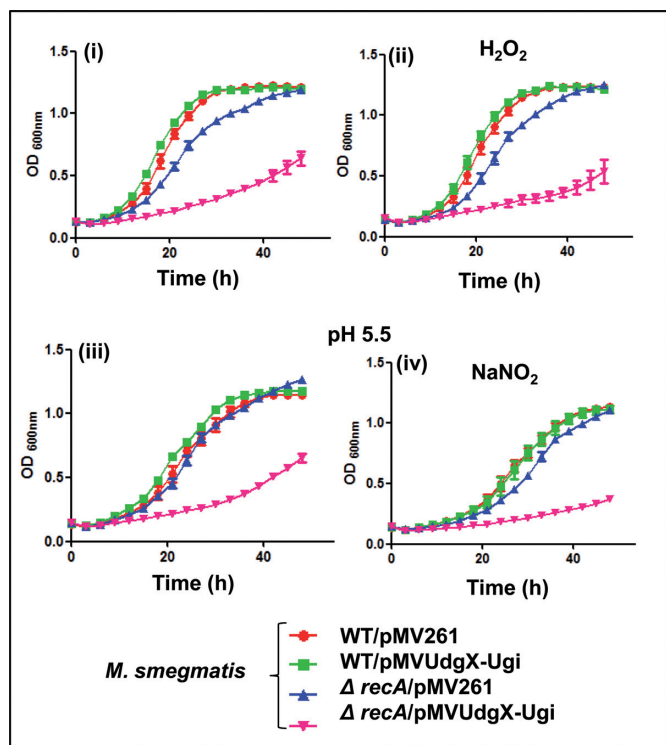 (i)
1.5
1.0
0.5
0.0
OD 600nm
0 20 40
Time (h)
(ii)
H₂O₂
1.5
1.0
0.5
0.0
OD 600nm
0 20 40
Time (h)
pH 5.5
(iii)
1.5
1.0
0.5
0.0
OD 600nm
0 20 40
Time (h)
(iv)
NaNO₂
1.5
1.0
0.5
0.0
OD 600nm
0 20 40
Time (h)
M. smegmatis
WT/pMV261
WT/pMVUdgX-Ugi
Δ recA/pMV261
Δ recA/pMVUdgX-Ugi